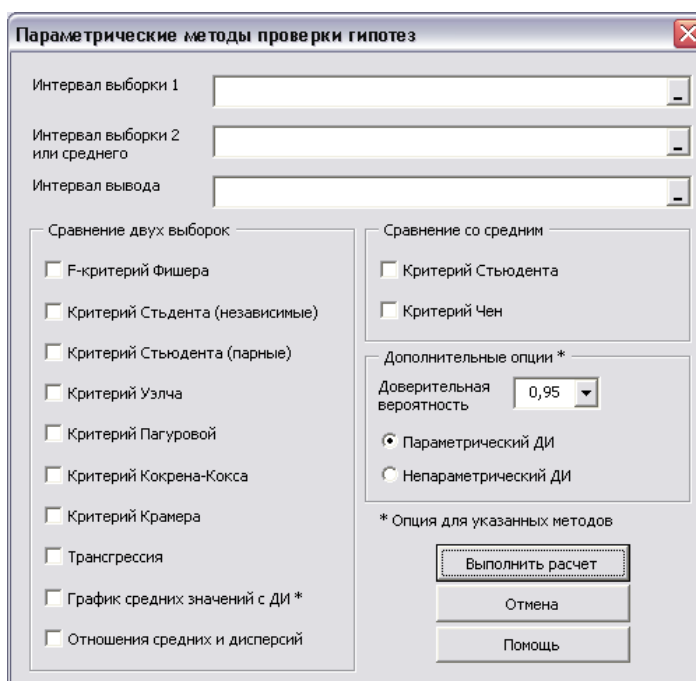 Параметрические методы проверки гипотез
Интервал выборки 1
Интервал выборки 2
или среднего
Интервал вывода
Сравнение двух выборок
F-критерий Фишера
Критерий Стьдента (независимые)
Критерий Стьюдента (парные)
Критерий Уэлча
Критерий Пагуровой
Критерий Кокрена-Кокса
Критерий Крамера
Трансгрессия
График средних значений с ДИ *
Отношения средних и дисперсий
Сравнение со средним
Критерий Стьюдента
Критерий Чен
Дополнительные опции *
Доверительная
вероятность
0,95
Параметрический ДИ
Непараметрический ДИ
* Опция для указанных методов
Выполнить расчет
Отмена
Помощь